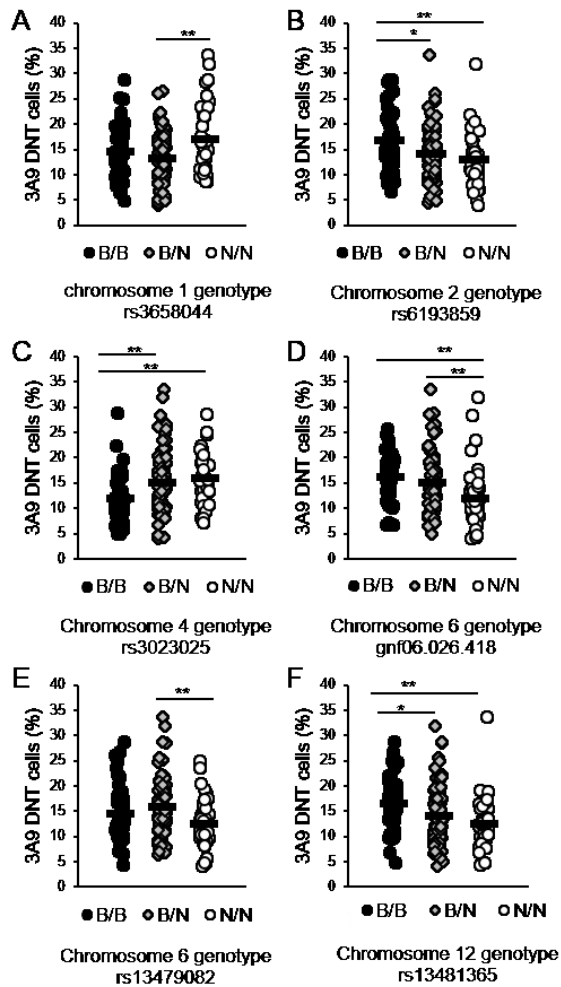 A
3A9 DNT cells (%)
40
35
30
25
20
15
10
5
0
**
B/B B/N N/N
chromosome 1 genotype
rs3658044
B
3A9 DNT cells (%)
40
35
30
25
20
15
10
5
0
**
*
B/B B/N N/N
Chromosome 2 genotype
rs6193859
C
3A9 DNT cells (%)
40
35
30
25
20
15
10
5
0
**
**
B/B B/N N/N
Chromosome 4 genotype
rs3023025
D
3A9 DNT cells (%)
40
35
30
25
20
15
10
5
0
**
**
B/B B/N N/N
Chromosome 6 genotype
gnf06.026.418
E
3A9 DNT cells (%)
40
35
30
25
20
15
10
5
0
**
B/B B/N N/N
Chromosome 6 genotype
rs13479082
F
3A9 DNT cells (%)
40
35
30
25
20
15
10
5
0
**
*
B/B B/N N/N
Chromosome 12 genotype
rs13481365